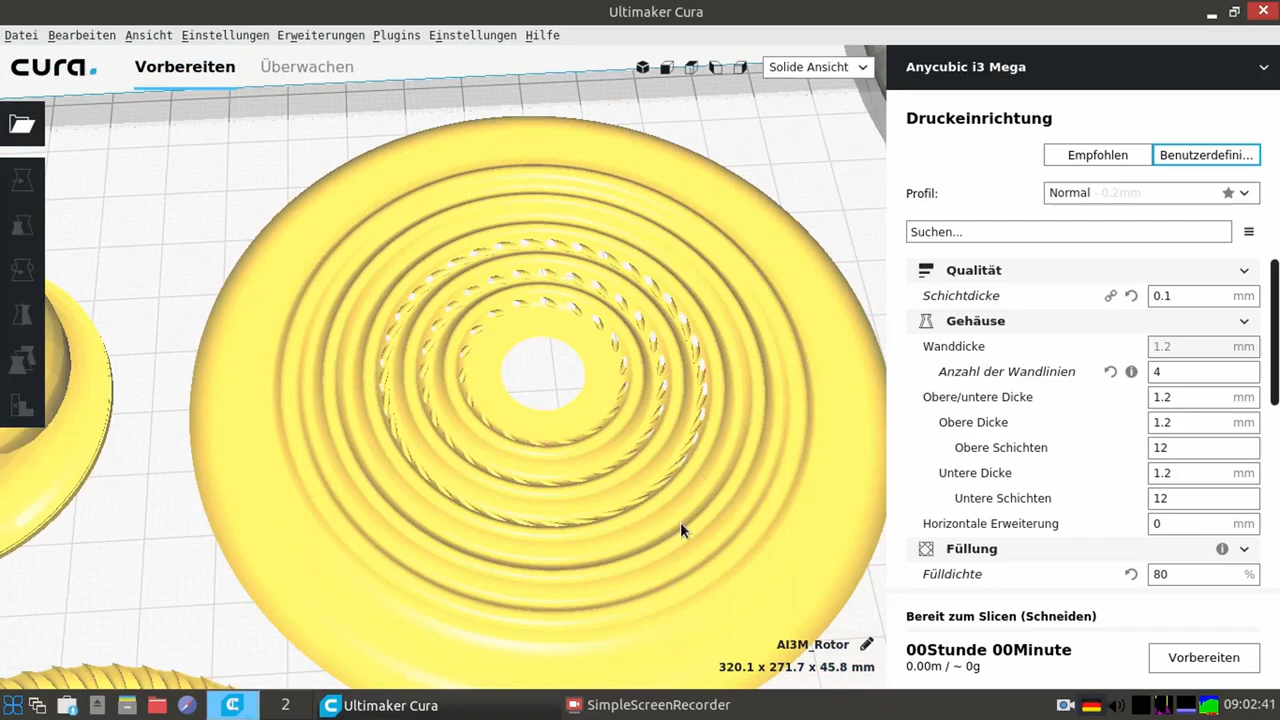 Ultimaker Cura
Datei Bearbeiten Ansicht Einstellungen Erweiterungen Plugins Einstellungen Hilfe
cura. Vorbereiten Überwachen Solide Ansicht
Anycubic i3 Mega
Druckeinrichtung
Empfohlen Benutzerdefini...
Profil: Normal - 0.2mm
Suchen...
Qualität
Schichtdicke 0.1 mm
Gehäuse
Wanddicke 1.2 mm
Anzahl der Wandlinien 4
Obere/untere Dicke 1.2 mm
Obere Dicke 1.2 mm
Obere Schichten 12
Untere Dicke 1.2 mm
Untere Schichten 12
Horizontale Erweiterung 0 mm
Füllung
Fülldichte 80 %
Bereit zum Slicen (Schneiden)
00Stunde 00Minute
0.00m / ~ 0g
Vorbereiten
AI3M_Rotor
320.1 x 271.7 x 45.8 mm
2 Ultimaker Cura SimpleScreenRecorder 09:02:41